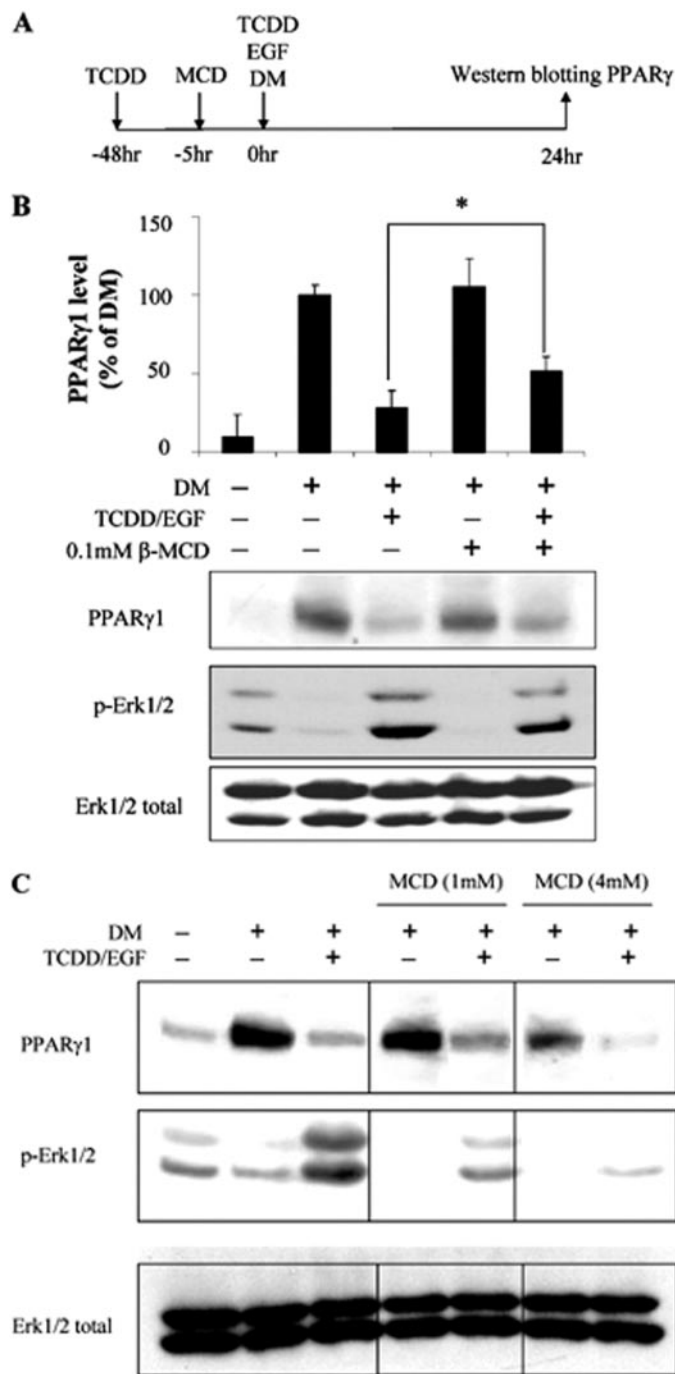 A
TCDD
EGF
TCDD MCD DM Western blotting PPARγ
-48hr -5hr 0hr 24hr
B
*
150
100
50
0
PPARγ1 level
(% of DM)
DM − + + + +
TCDD/EGF − − + − +
0.1mM β-MCD − − − + +
PPARγ1
p-Erk1/2
Erk1/2 total
C
MCD (1mM) MCD (4mM)
DM − + + + + + +
TCDD/EGF − − + − + − +
PPARγ1
p-Erk1/2
Erk1/2 total